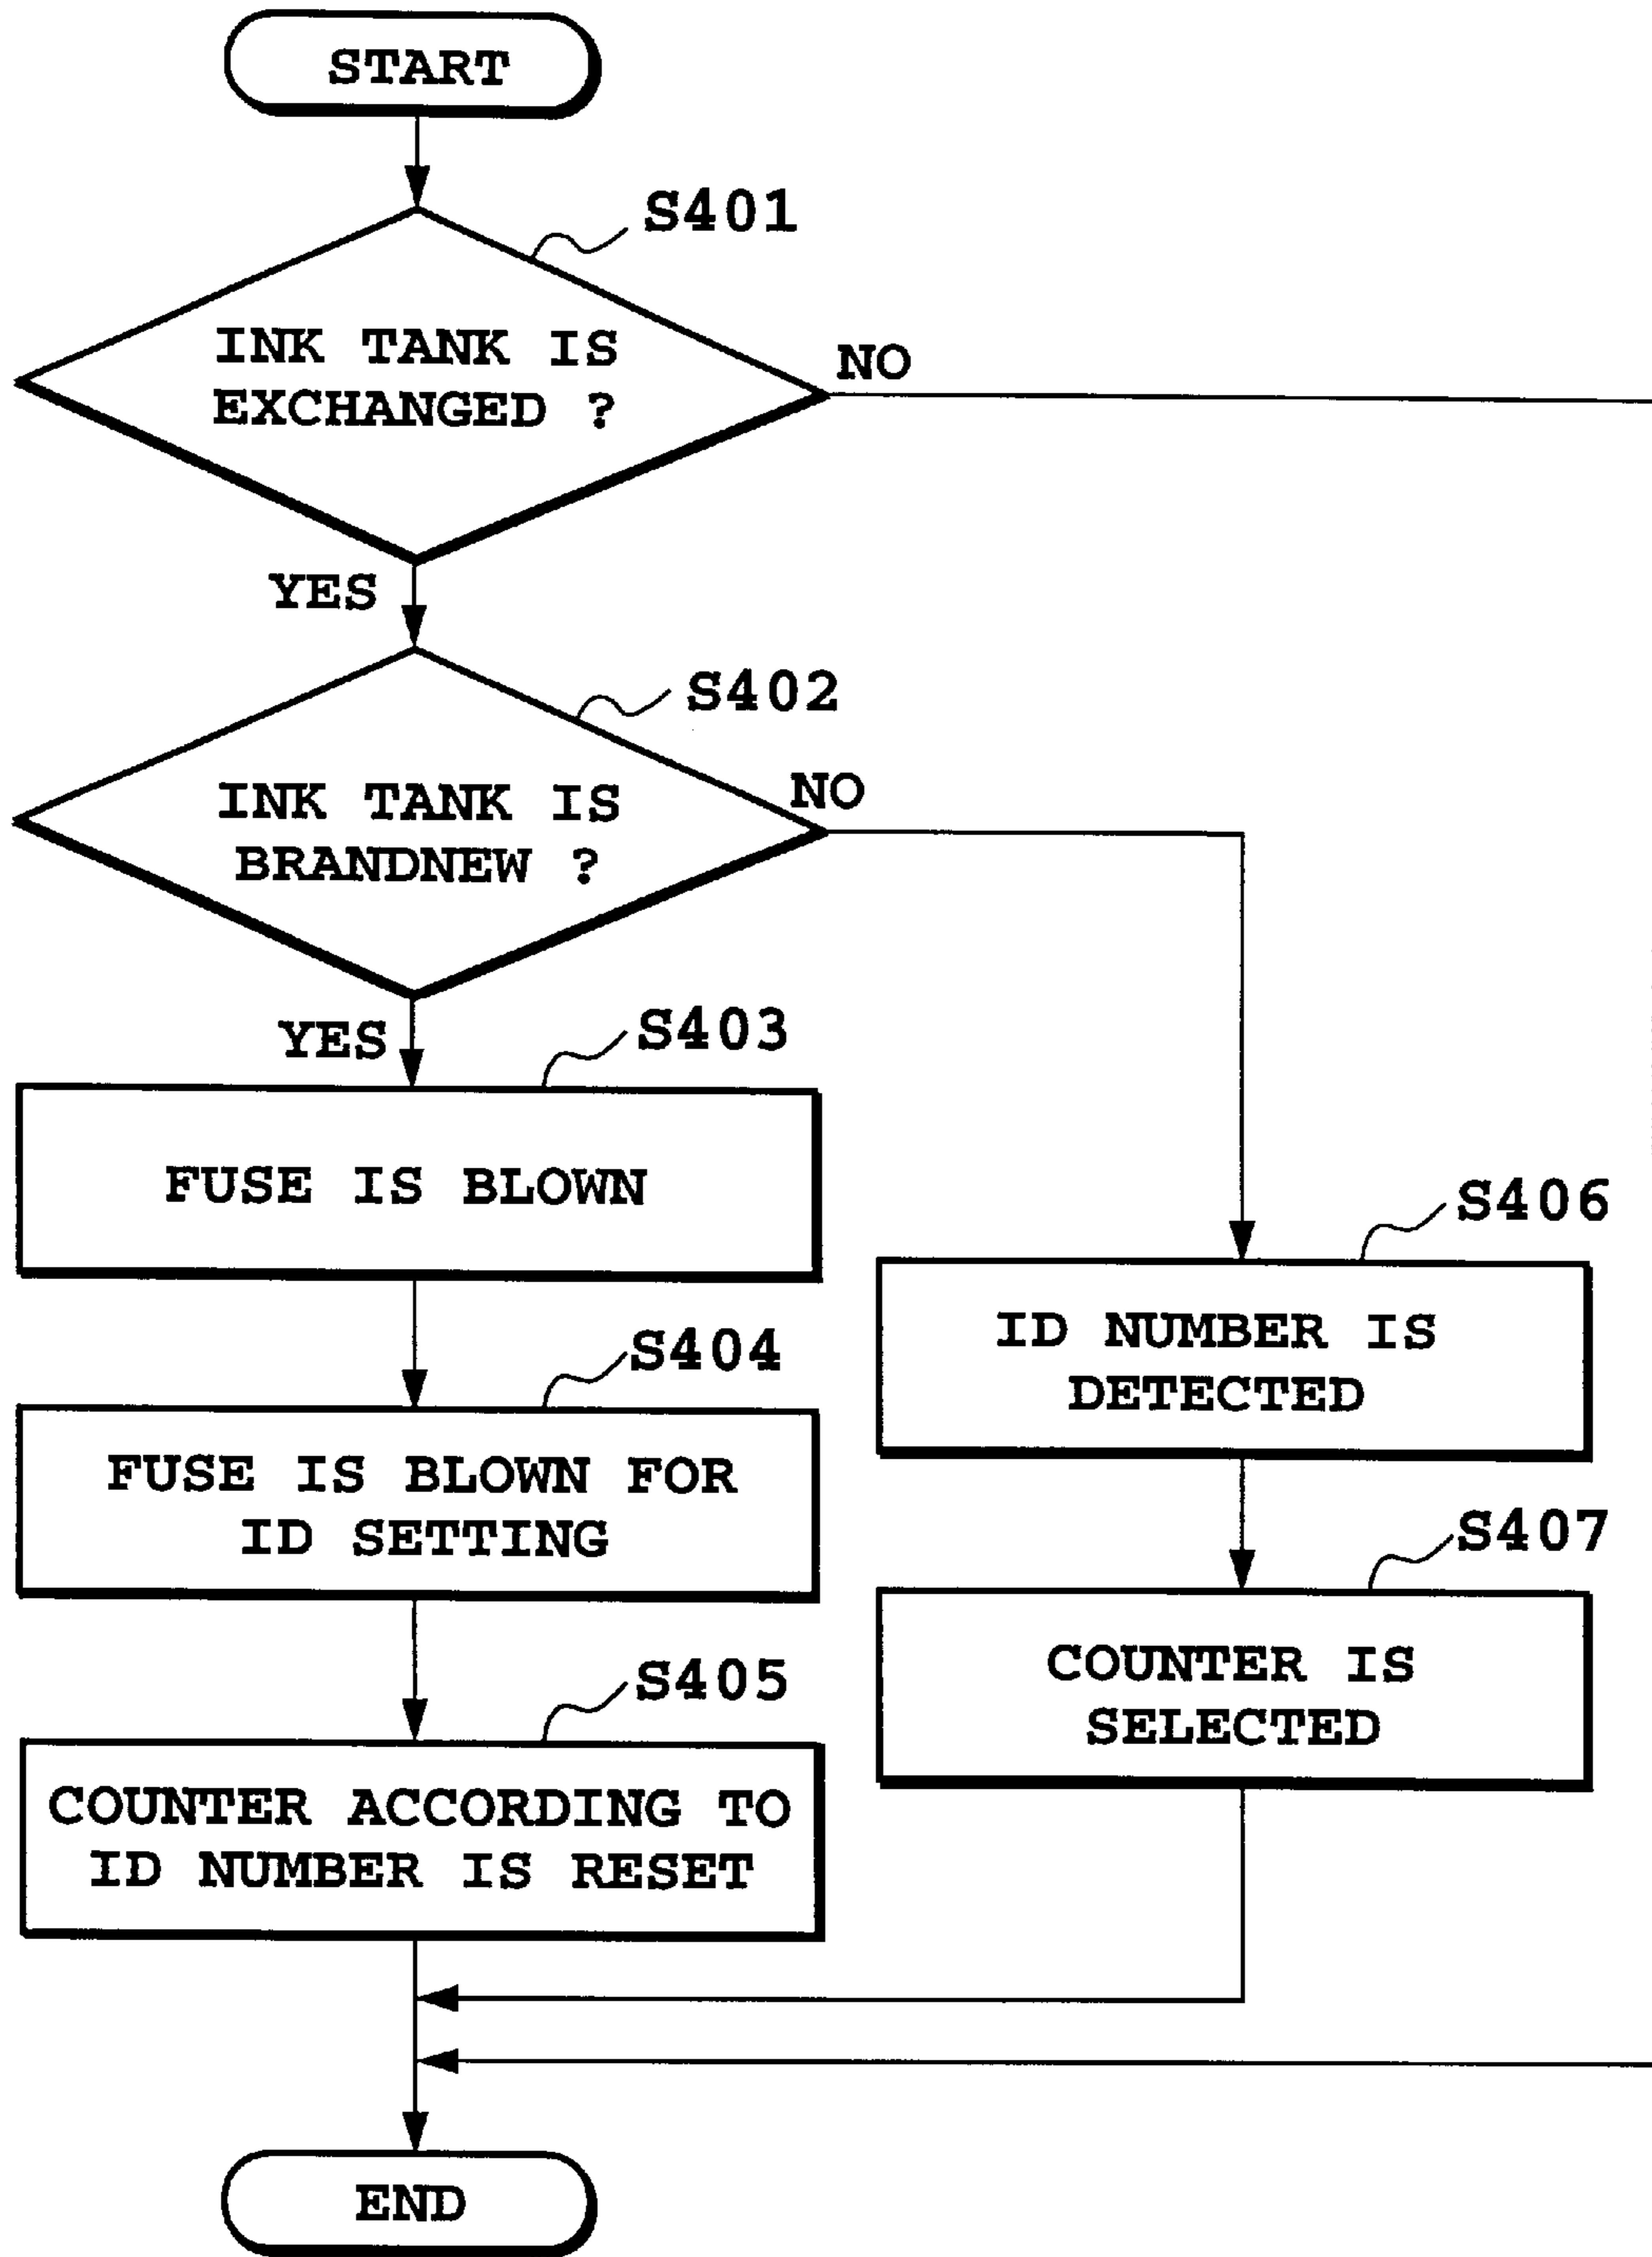 START
S401
INK TANK IS
EXCHANGED ?
NO
YES
S402
INK TANK IS
BRANDNEW ?
NO
YES
S403
FUSE IS BLOWN
S404
FUSE IS BLOWN FOR
ID SETTING
S405
COUNTER ACCORDING TO
ID NUMBER IS RESET
S406
ID NUMBER IS
DETECTED
S407
COUNTER IS
SELECTED
END